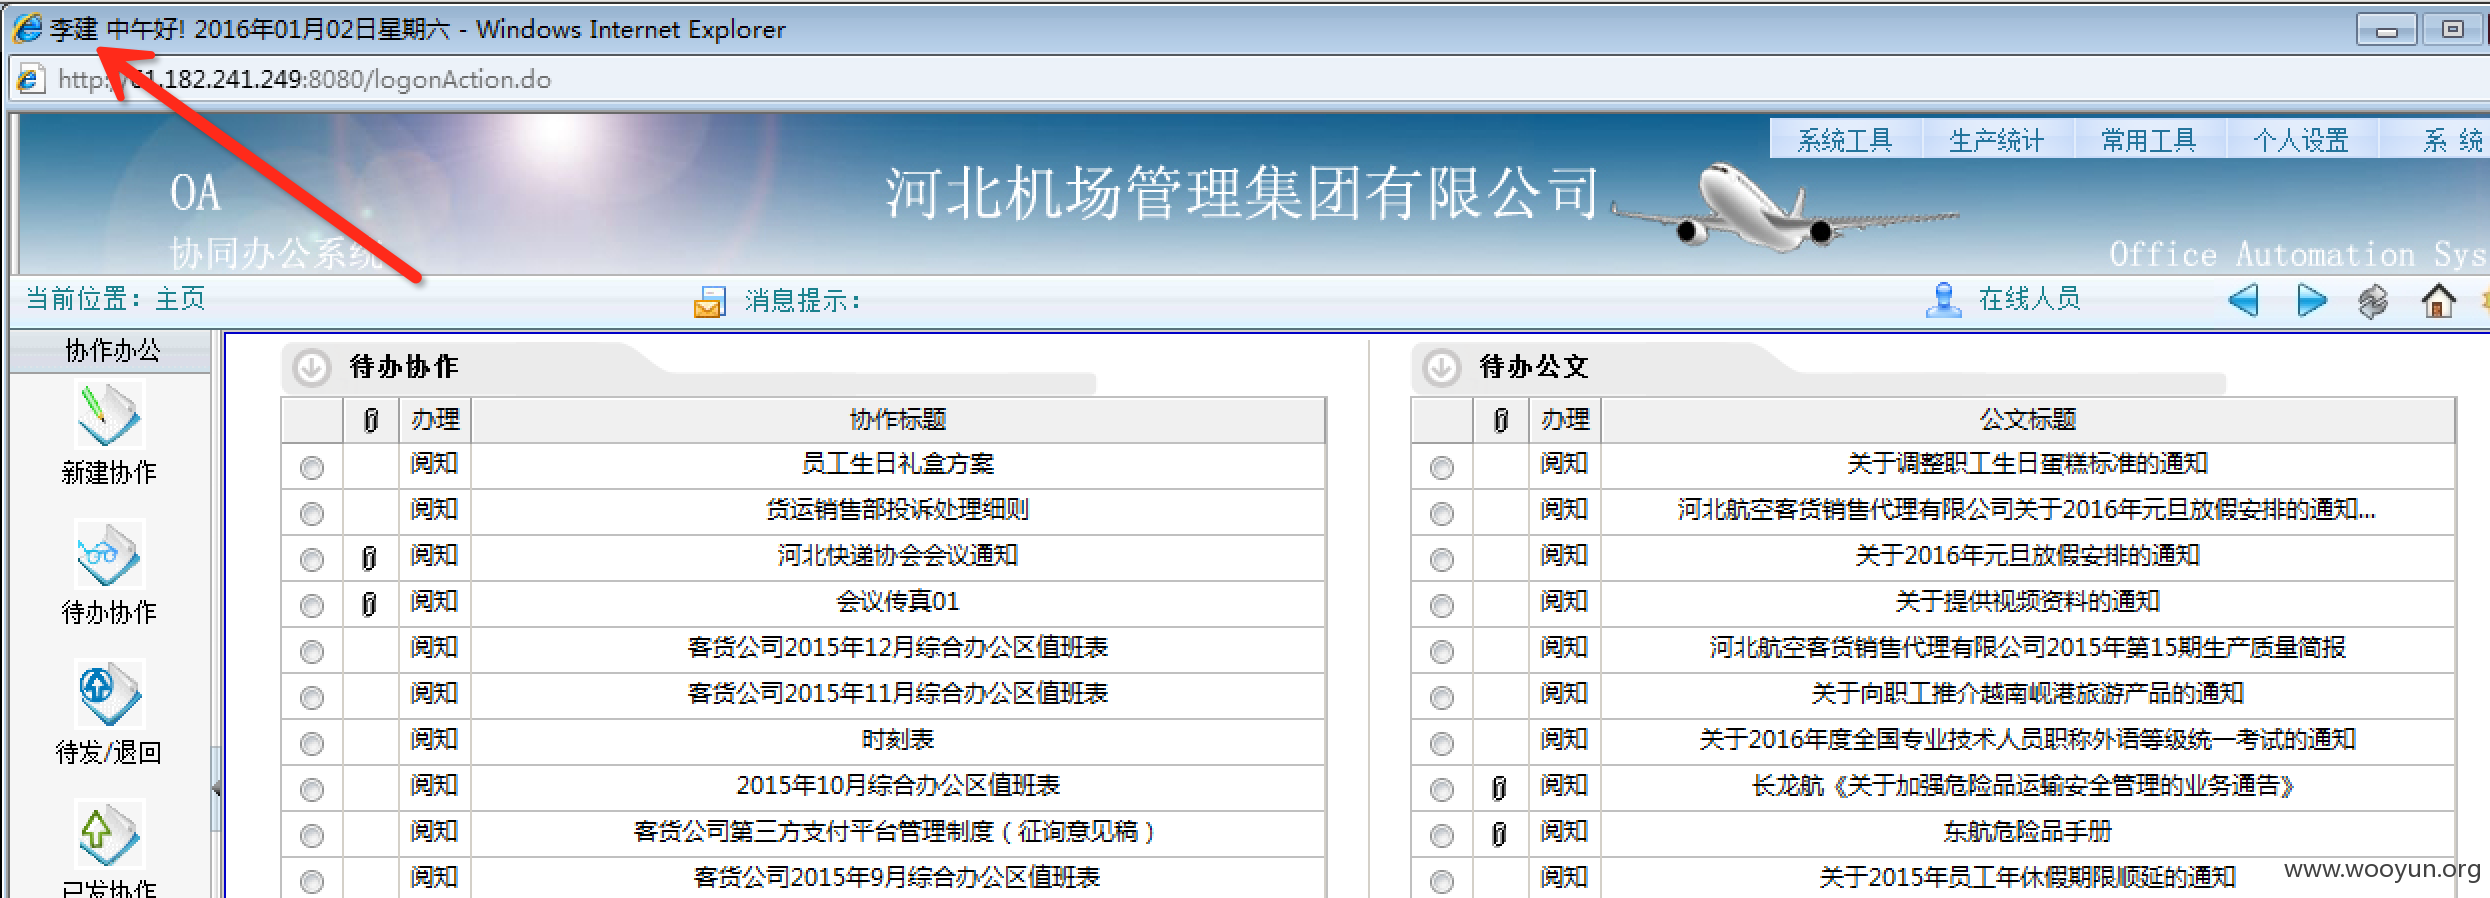 李建 中午好! 2016年01月02日星期六 - Windows Internet Explorer
http://61.182.241.249:8080/logonAction.do
系统工具 生产统计 常用工具 个人设置 系 统
OA
河北机场管理集团有限公司
协同办公系统
Office Automation Sys
当前位置：主页 消息提示： 在线人员
协作办公
新建协作
待办协作
待发/退回
已发协作
待办协作
办理 协作标题
阅知 员工生日礼盒方案
阅知 货运销售部投诉处理细则
阅知 河北快递协会会议通知
阅知 会议传真01
阅知 客货公司2015年12月综合办公区值班表
阅知 客货公司2015年11月综合办公区值班表
阅知 时刻表
阅知 2015年10月综合办公区值班表
阅知 客货公司第三方支付平台管理制度（征询意见稿）
阅知 客货公司2015年9月综合办公区值班表
待办公文
办理 公文标题
阅知 关于调整职工生日蛋糕标准的通知
阅知 河北航空客货销售代理有限公司关于2016年元旦放假安排的通知...
阅知 关于2016年元旦放假安排的通知
阅知 关于提供视频资料的通知
阅知 河北航空客货销售代理有限公司2015年第15期生产质量简报
阅知 关于向职工推介越南岘港旅游产品的通知
阅知 关于2016年度全国专业技术人员职称外语等级统一考试的通知
阅知 长龙航《关于加强危险品运输安全管理的业务通告》
阅知 东航危险品手册
阅知 关于2015年员工年休假期限顺延的通知
www.wooyun.org